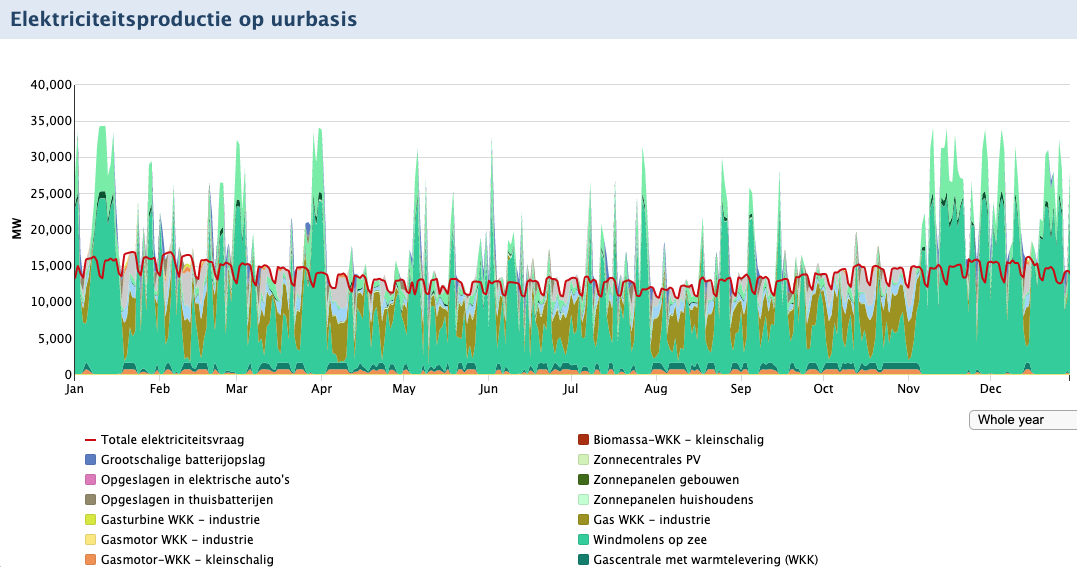 Elektriciteitsproductie op uurbasis
MW
40,000
35,000
30,000
25,000
20,000
15,000
10,000
5,000
0
Jan Feb Mar Apr May Jun Jul Aug Sep Oct Nov Dec
Whole year
Totale elektriciteitsvraag
Grootschalige batterijopslag
Opgeslagen in elektrische auto's
Opgeslagen in thuisbatterijen
Gasturbine WKK – industrie
Gasmotor WKK – industrie
Gasmotor-WKK – kleinschalig
Biomassa-WKK – kleinschalig
Zonnecentrales PV
Zonnepanelen gebouwen
Zonnepanelen huishoudens
Gas WKK – industrie
Windmolens op zee
Gascentrale met warmtelevering (WKK)